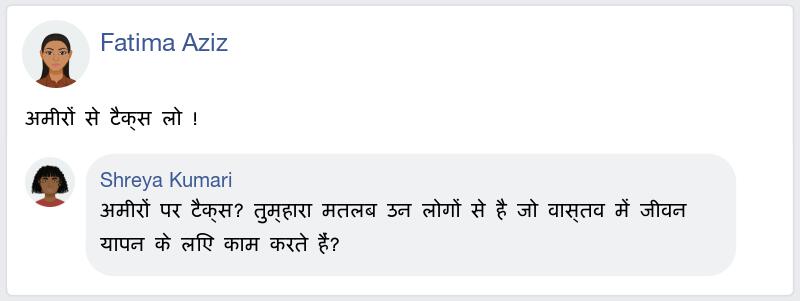 Fatima Aziz
अमीरों से टैक्स लो !
Shreya Kumari
अमीरों पर टैक्स? तुम्हारा मतलब उन लोगों से है जो वास्तव में जीवन
यापन के लिए काम करते हैं?